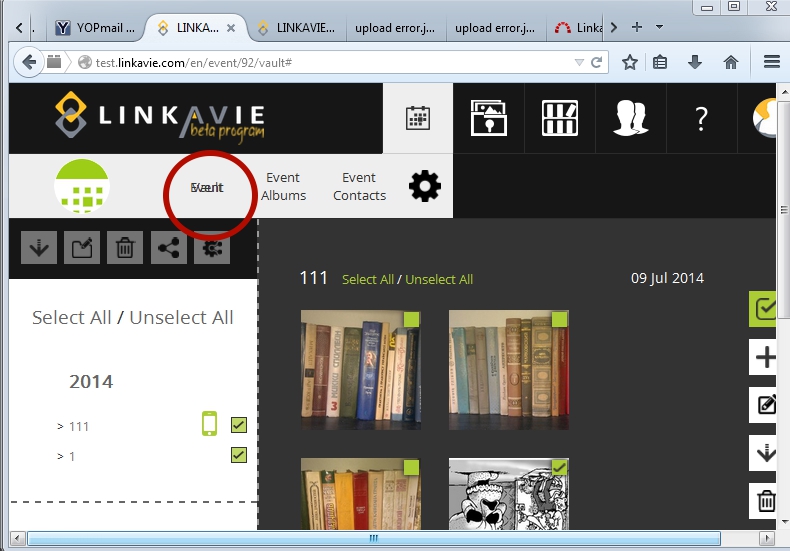 YOPmail ...
LINKA...
LINKAVIE...
upload error.j...
upload error.j...
Linka
test.linkavie.com/en/event/92/vault#
LINKAVIE
beta program
?
Event
Vault
Event
Albums
Event
Contacts
Select All / Unselect All
2014
> 111
> 1
111 Select All / Unselect All
09 Jul 2014